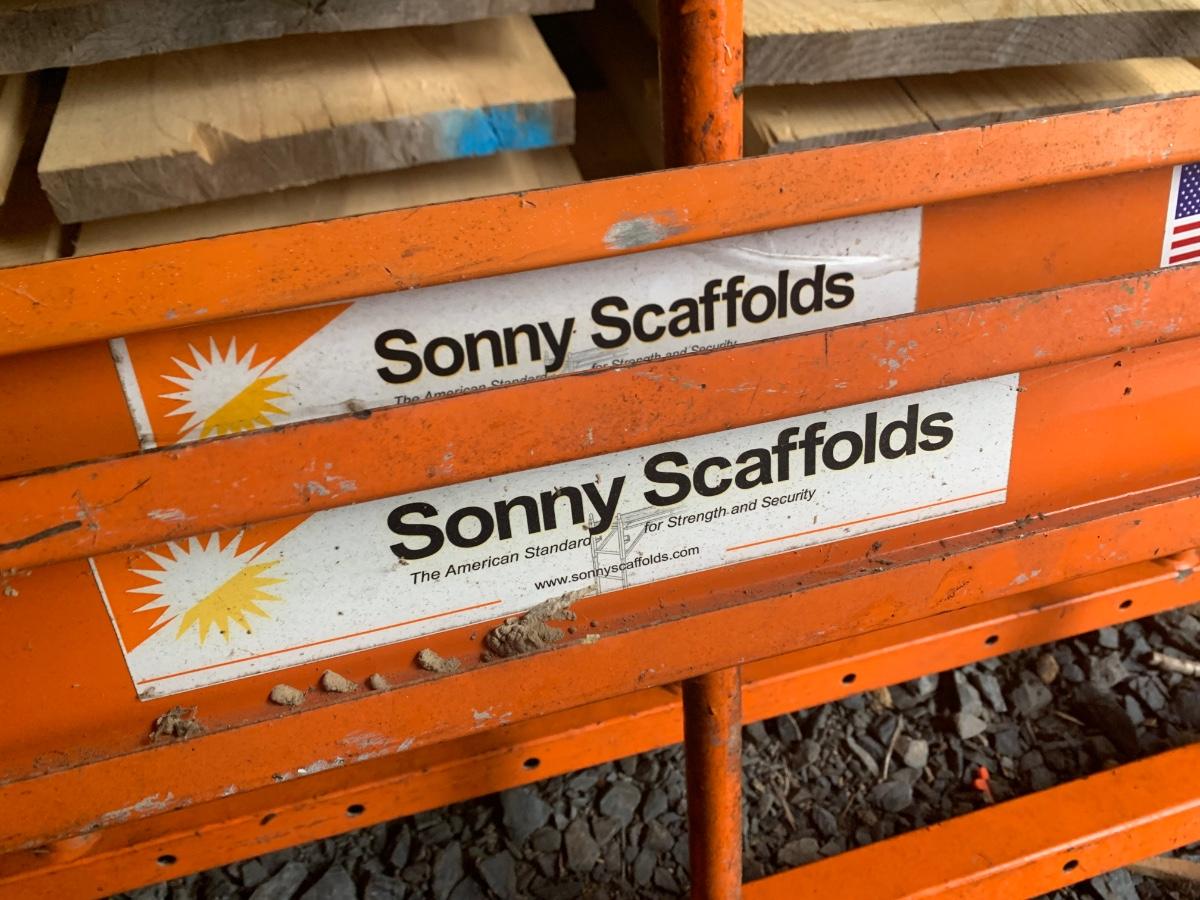 Sonny Scaffolds
The American Standard for Strength and Security
Sonny Scaffolds
The American Standard for Strength and Security
www.sonnyscaffolds.com